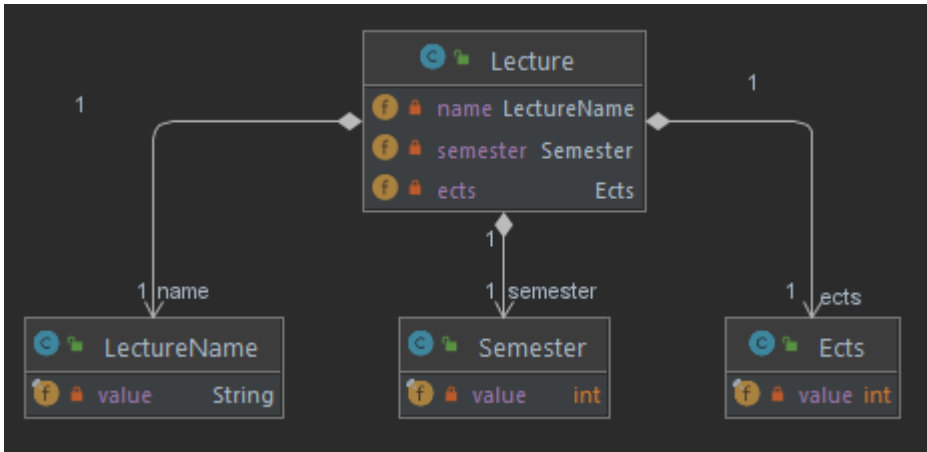 C Lecture
1
1
f name LectureName
f semester Semester
f ects Ects
1
1 name
1 semester
1 ects
C LectureName
f value String
C Semester
f value int
C Ects
f value int